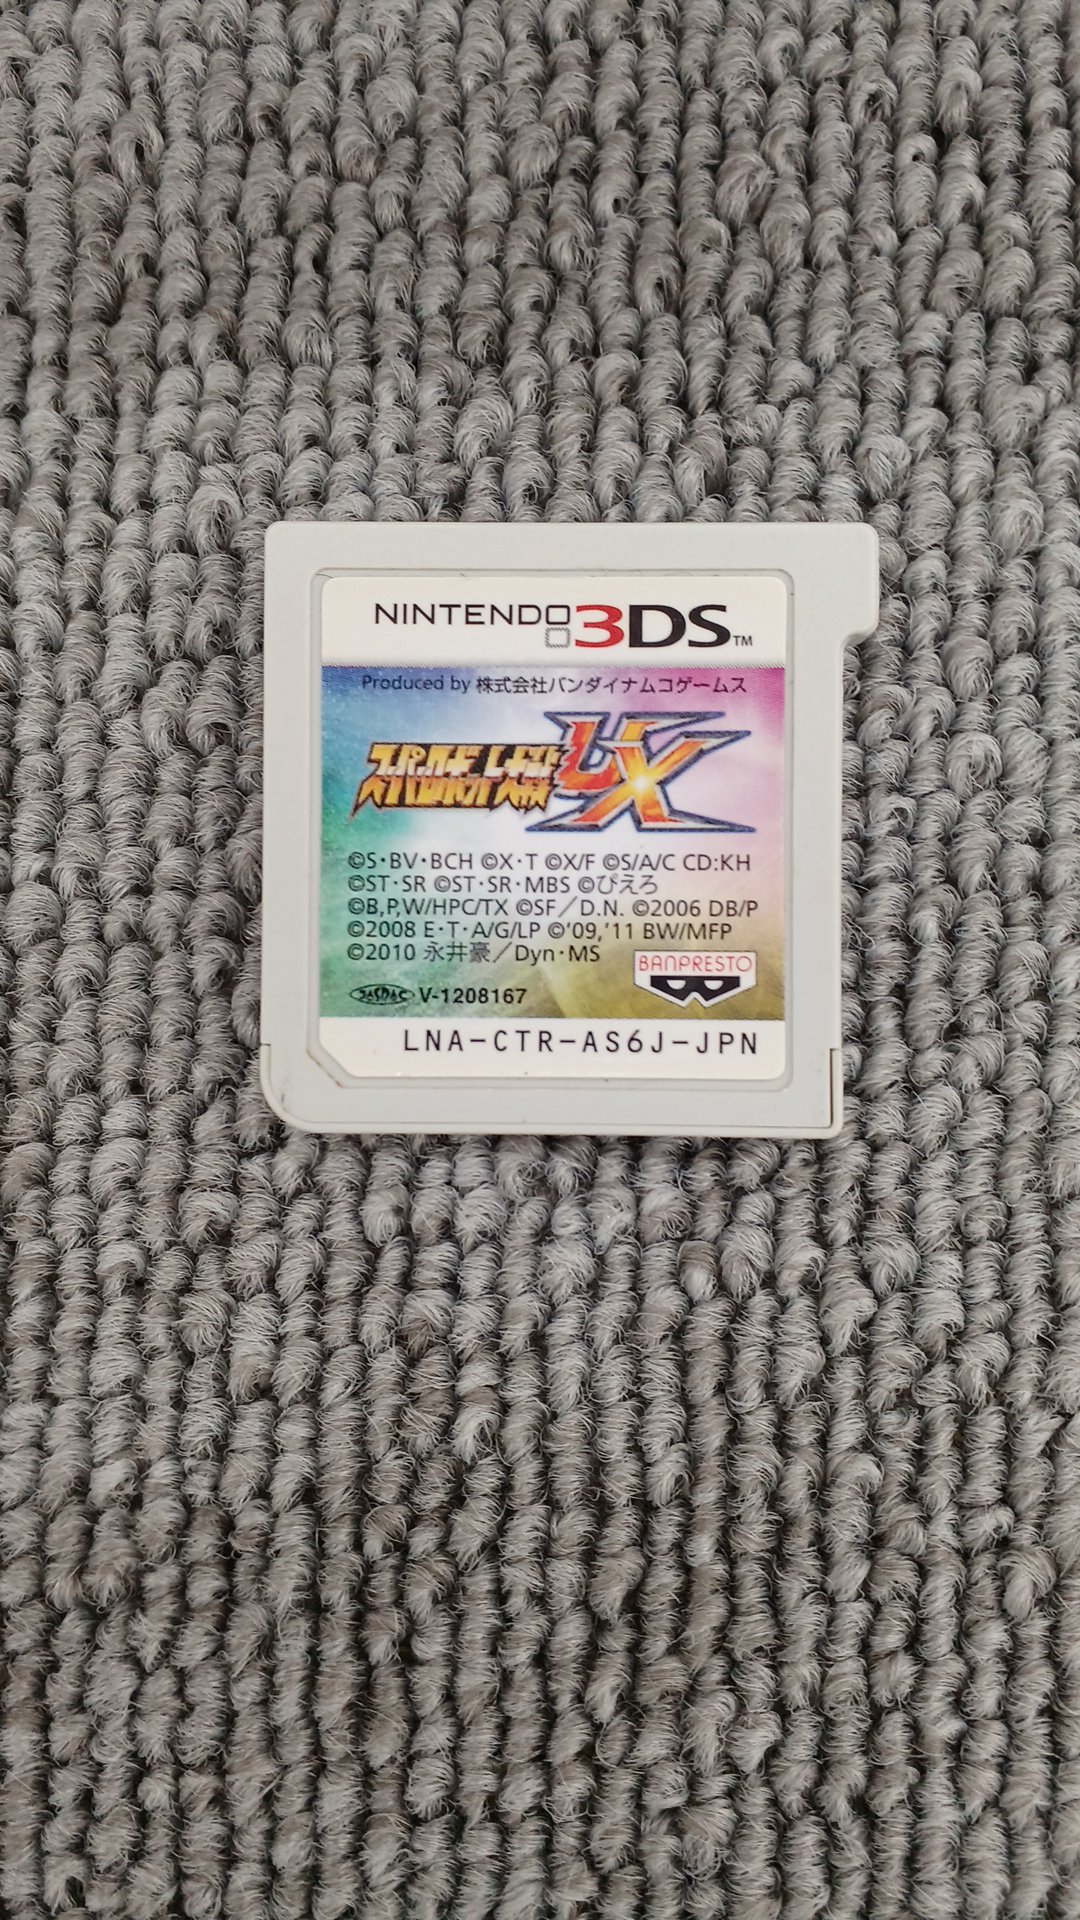 NINTENDO 3DS™
Produced by 株式会社バンダイナムコゲームス
スーパーロボット大戦UX
©S・BV・BCH ©X・T ©X/F ©S/A/C CD:KH
©ST・SR ©ST・SR・MBS ©ぴえろ
©B,P,W/HPC/TX ©SF／D.N. ©2006 DB/P
©2008 E・T・A/G/LP ©'09,'11 BW/MFP
©2010 永井豪／Dyn・MS
BANPRESTO
JASRAC V-1208167
LNA-CTR-AS6J-JPN